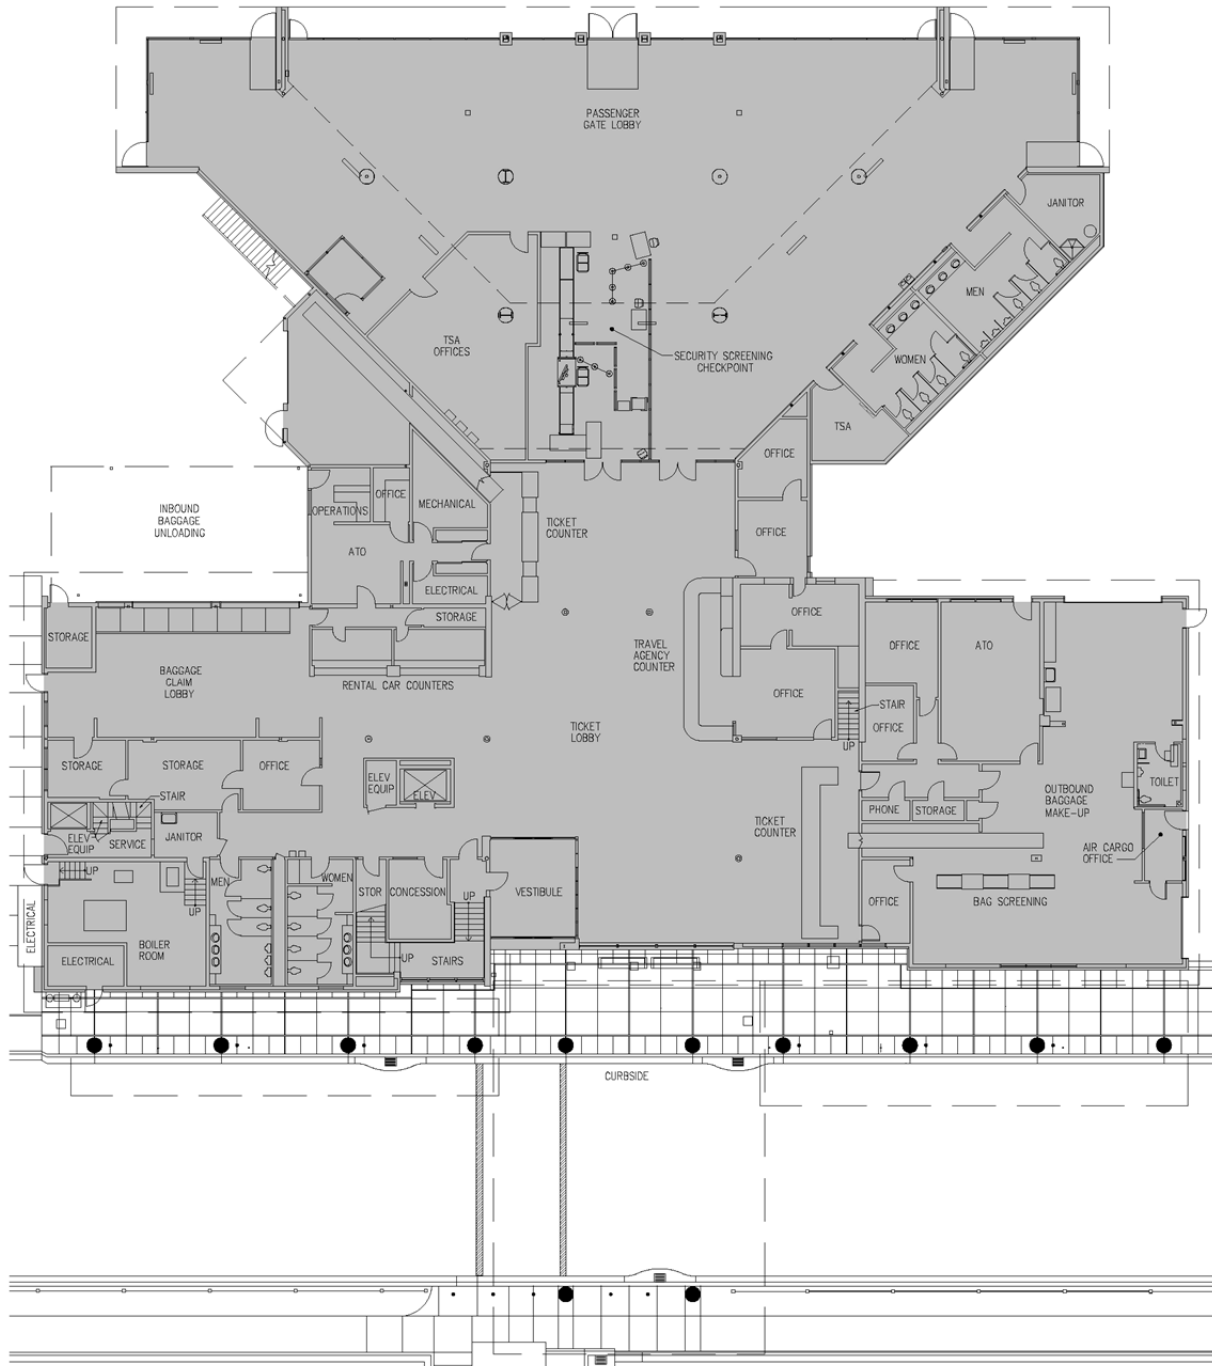 PASSENGER
GATE LOBBY
JANITOR
MEN
TSA
OFFICES
SECURITY SCREENING
CHECKPOINT
WOMEN
TSA
OFFICE
OFFICE
MECHANICAL
INBOUND
BAGGAGE
UNLOADING
OPERATIONS
TICKET
COUNTER
OFFICE
ATO
ELECTRICAL
STORAGE
OFFICE
STORAGE
TRAVEL
AGENCY
COUNTER
OFFICE
ATO
BAGGAGE
CLAIM
LOBBY
RENTAL CAR COUNTERS
OFFICE
STAIR
TICKET
LOBBY
OFFICE
UP
STORAGE
STORAGE
OFFICE
ELEV
EQUIP
ELEV
TOILET
OUTBOUND
BAGGAGE
MAKE-UP
STAIR
PHONE
STORAGE
TICKET
COUNTER
ELEV
EQUIP
SERVICE
JANITOR
AIR CARGO
OFFICE
UP
MEN
WOMEN
STOR
CONCESSION
VESTIBULE
UP
UP
OFFICE
BAG SCREENING
ELECTRICAL
BOILER
ROOM
ELECTRICAL
UP
STAIRS
CURBSIDE